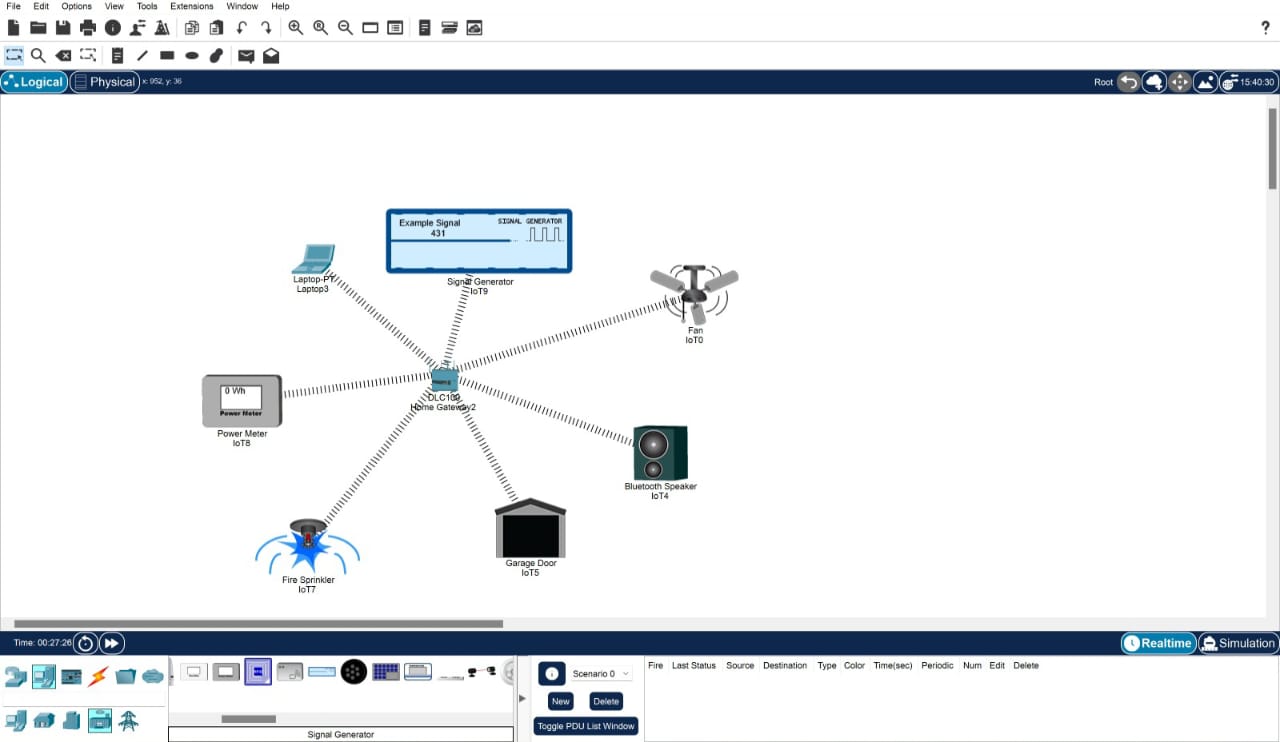 File Edit Options View Tools Extensions Window Help
?
Logical Physical x: 952, y: 36 Root 15:40:30
Example Signal SIGNAL GENERATOR
431
Signal Generator
IoT9
Laptop-PT
Laptop3
Fan
IoT0
DLC100
Home Gateway2
0 Wh
Power Meter
Power Meter
IoT8
Bluetooth Speaker
IoT4
Garage Door
IoT5
Fire Sprinkler
IoT7
Time: 00:27:26 Realtime Simulation
Scenario 0
New Delete
Toggle PDU List Window
Fire Last Status Source Destination Type Color Time(sec) Periodic Num Edit Delete
Signal Generator